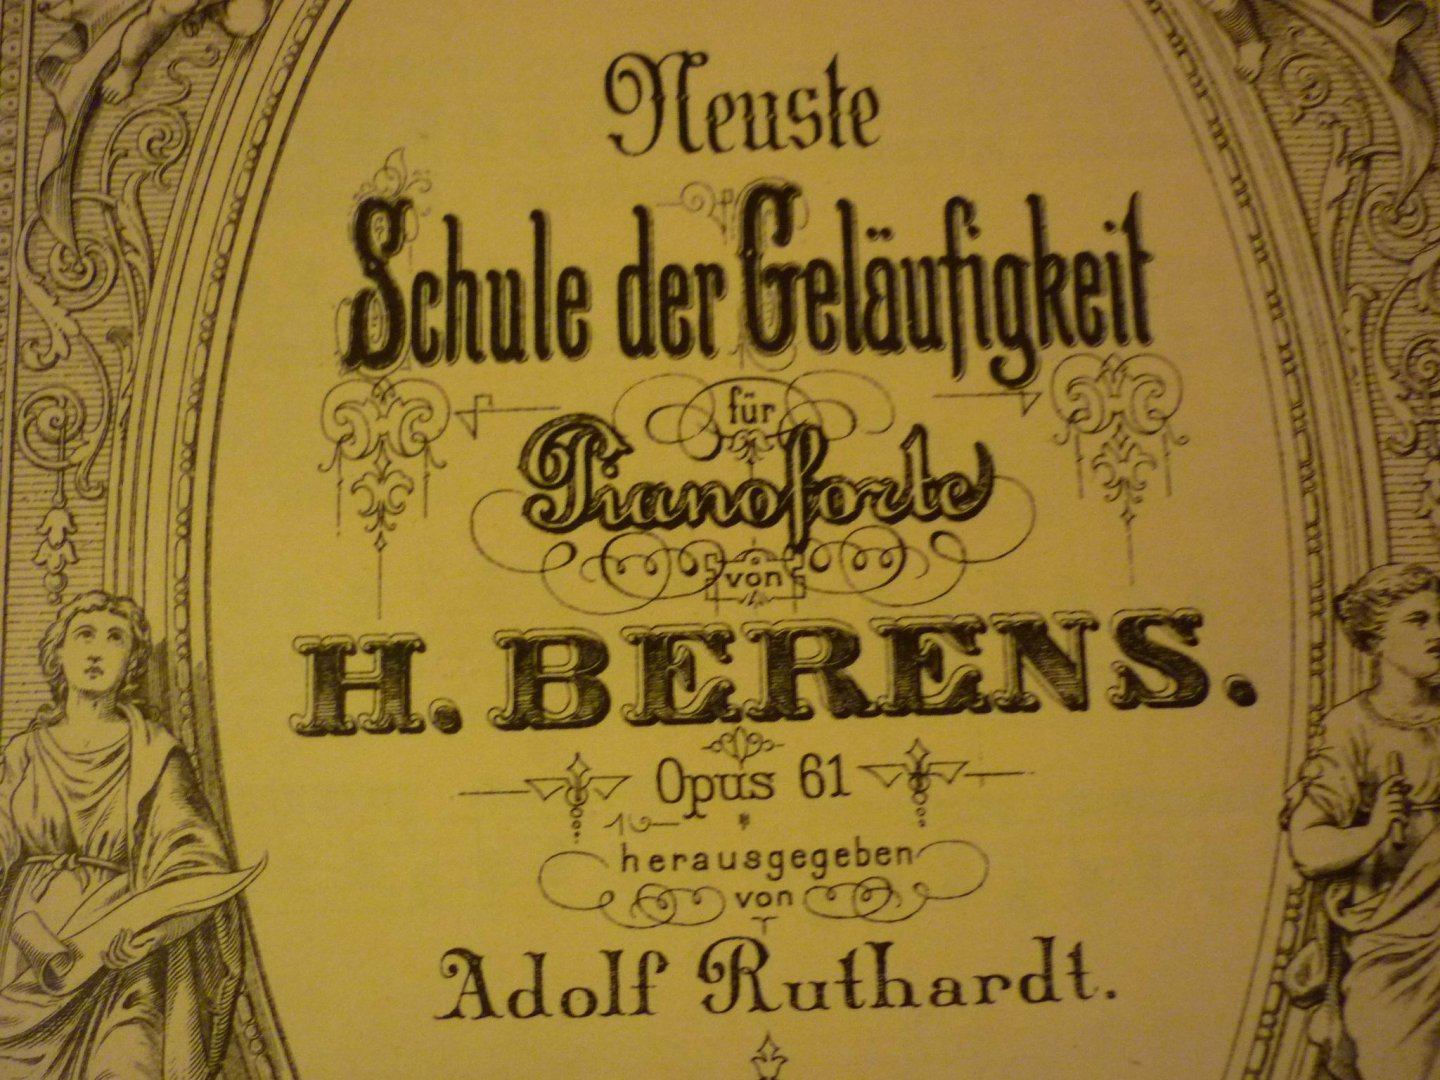 Neuste
Schule der Geläufigkeit
für
Pianoforte
von
H. BERENS.
Opus 61
herausgegeben
von
Adolf Ruthardt.